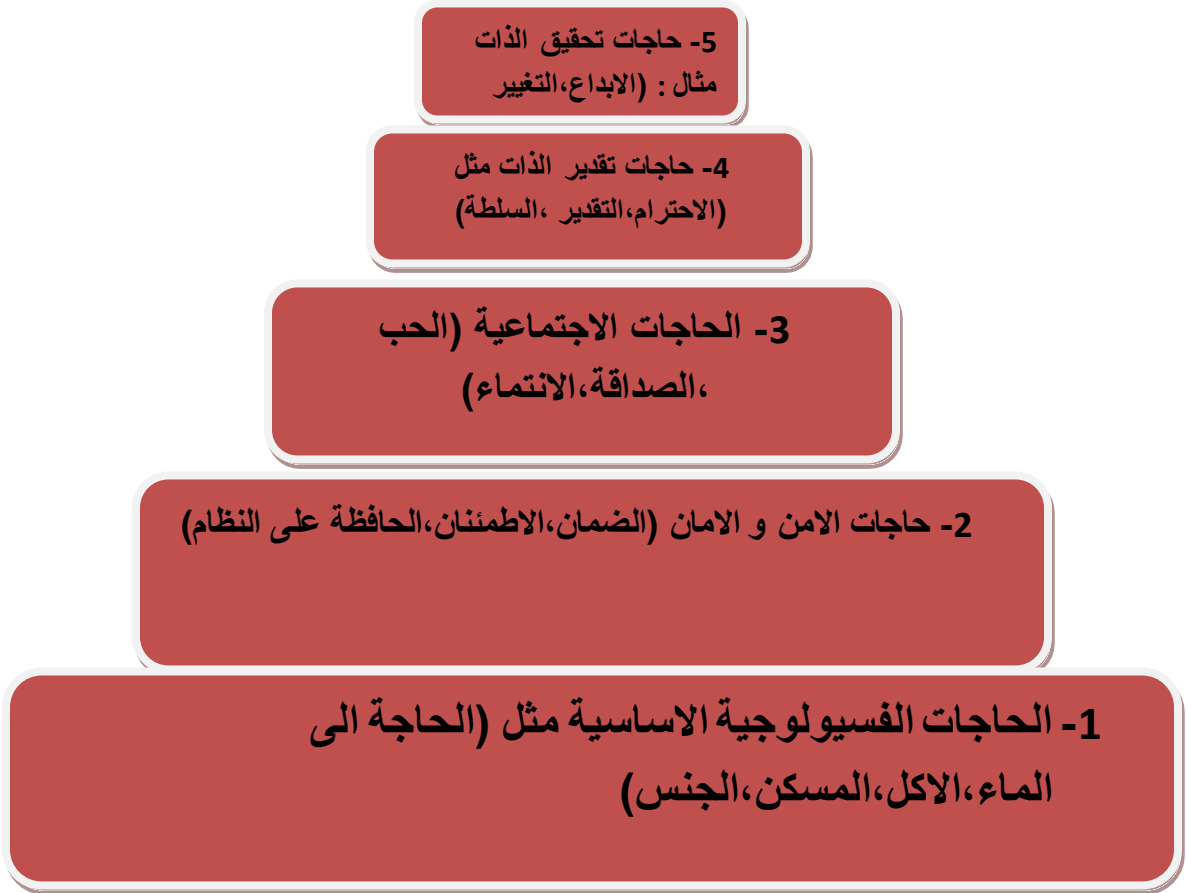 5- حاجات تحقيق الذات
مثال : (الابداع،التغيير
4- حاجات تقدير الذات مثل
(الاحترام،التقدير ،السلطة)
3- الحاجات الاجتماعية (الحب
،الصداقة،الانتماء)
2- حاجات الامن و الامان (الضمان،الاطمئنان،الحافظة على النظام)
1- الحاجات الفسيولوجية الاساسية مثل (الحاجة الى
الماء،الاكل،المسكن،الجنس)